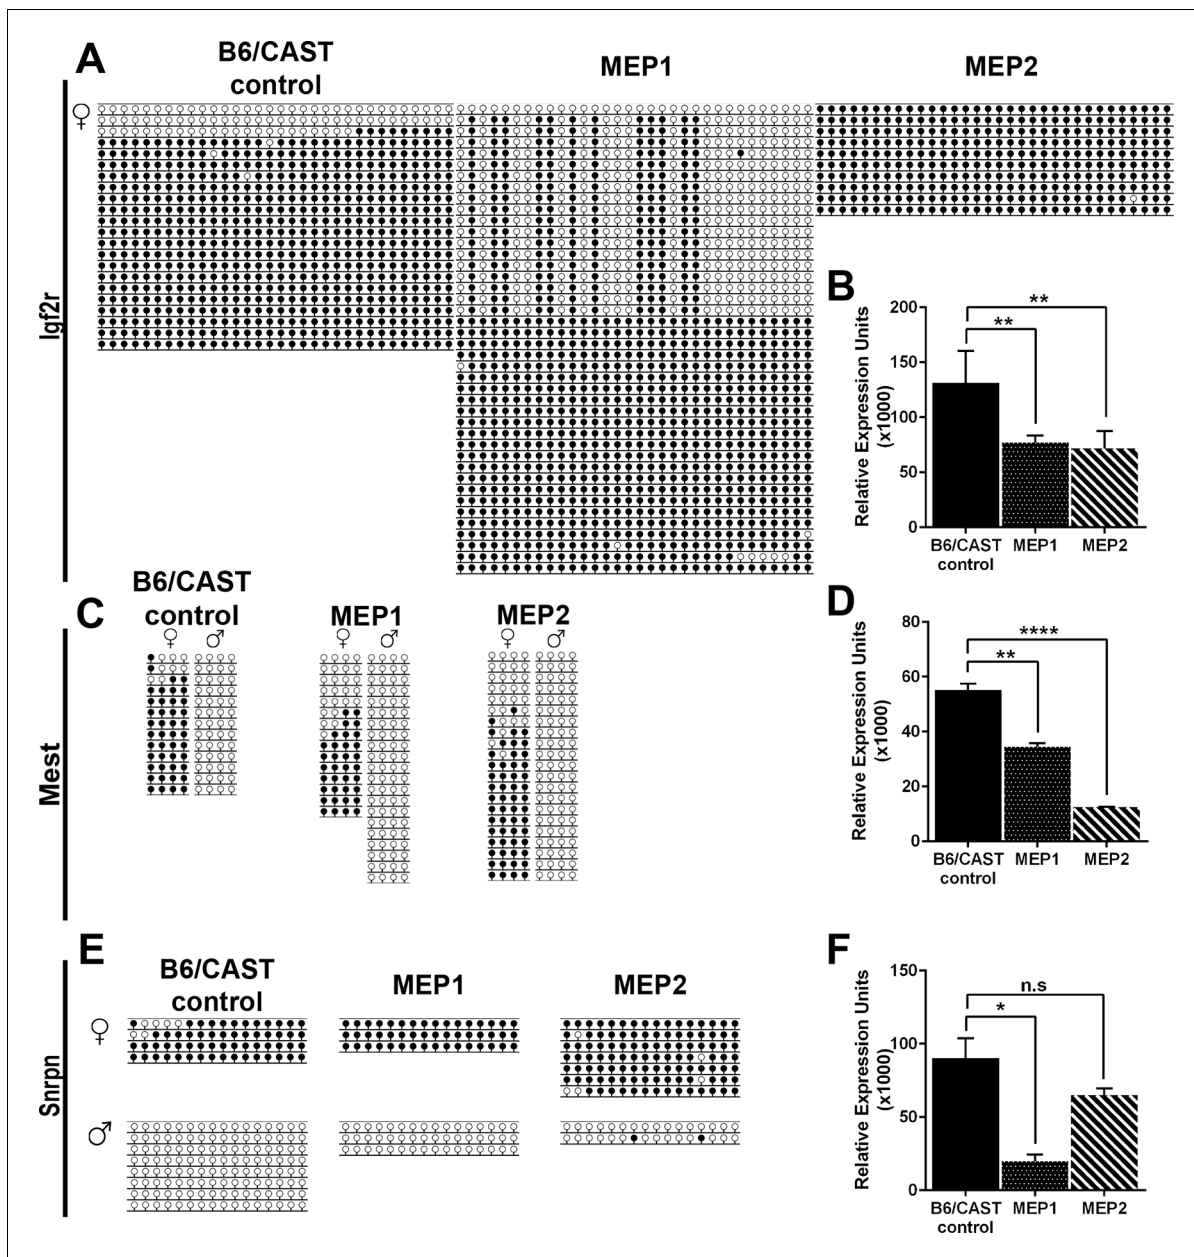 A
B6/CAST
control
MEP1
MEP2
♀
Igf2r
B
Relative Expression Units
(x1000)
200
150
100
50
0
**
**
B6/CAST
control
MEP1
MEP2
C
B6/CAST
control
MEP1
MEP2
♀ ♂
♀ ♂
♀ ♂
Mest
D
Relative Expression Units
(x1000)
80
60
40
20
0
****
**
B6/CAST
control
MEP1
MEP2
E
B6/CAST
control
MEP1
MEP2
♀
♂
Snrpn
F
Relative Expression Units
(x1000)
150
100
50
0
n.s
*
B6/CAST
control
MEP1
MEP2